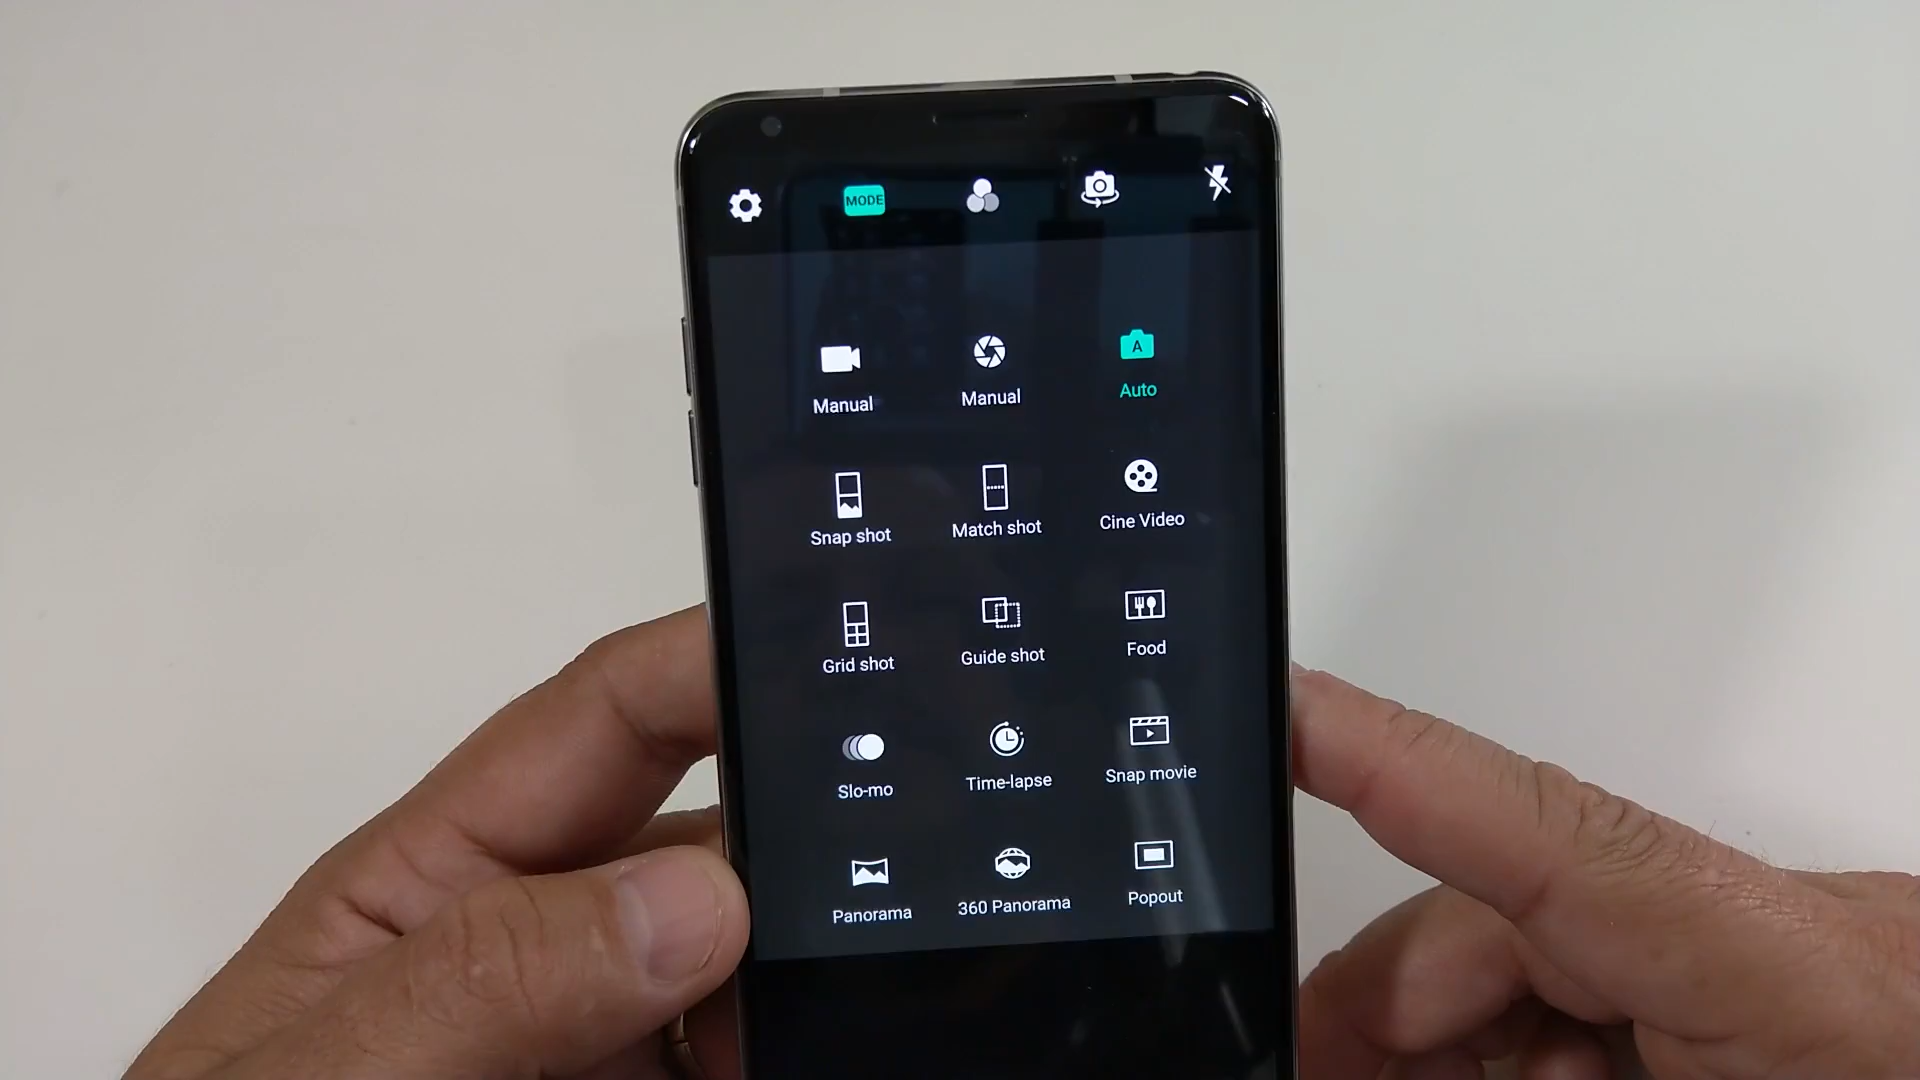 MODE
A
Manual Manual Auto
Snap shot Match shot Cine Video
Grid shot Guide shot Food
Slo-mo Time-lapse Snap movie
Panorama 360 Panorama Popout